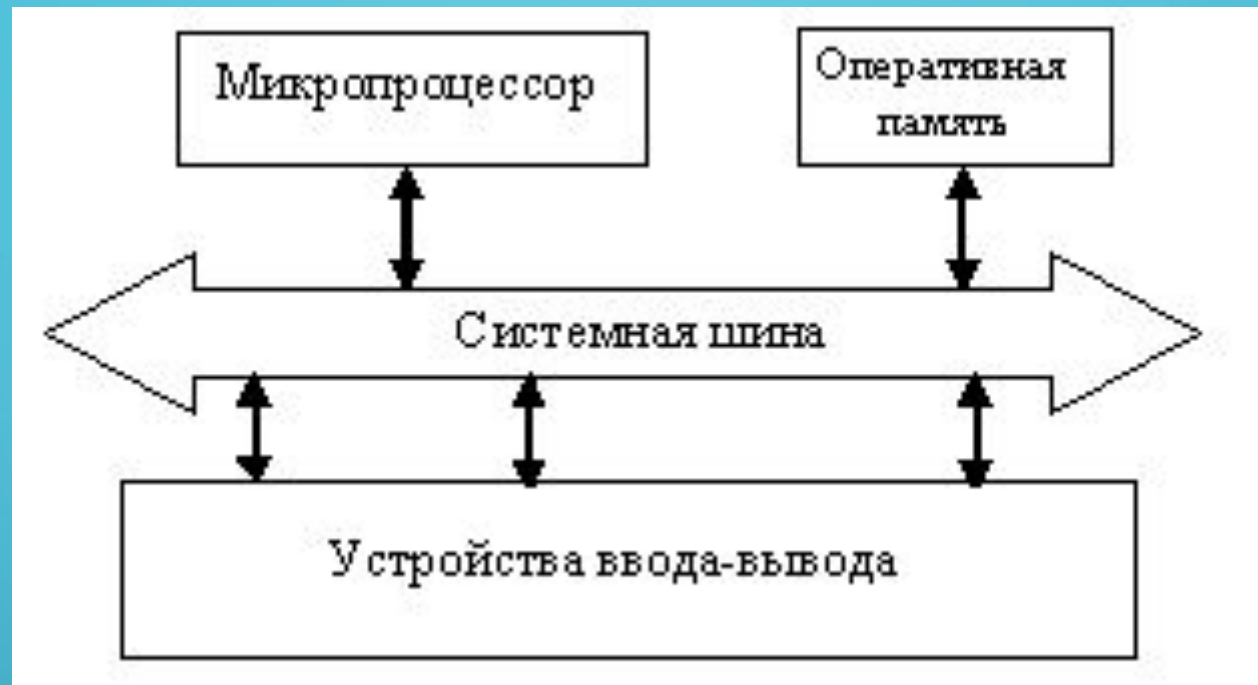 Микропроцессор
Оперативная
память
Системная шина
Устройства ввода-вывода